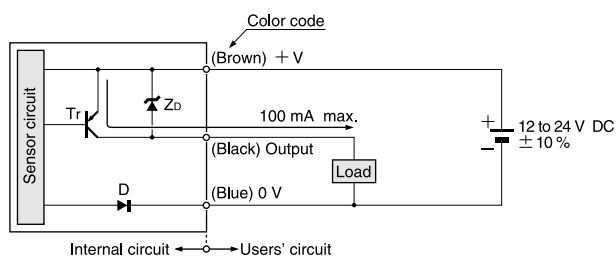 Color code
(Brown) + V
Sensor circuit
Tr
ZD
100 mA max.
(Black) Output
+
−
12 to 24 V DC
± 10 %
Load
D
(Blue) 0 V
Internal circuit
Users' circuit